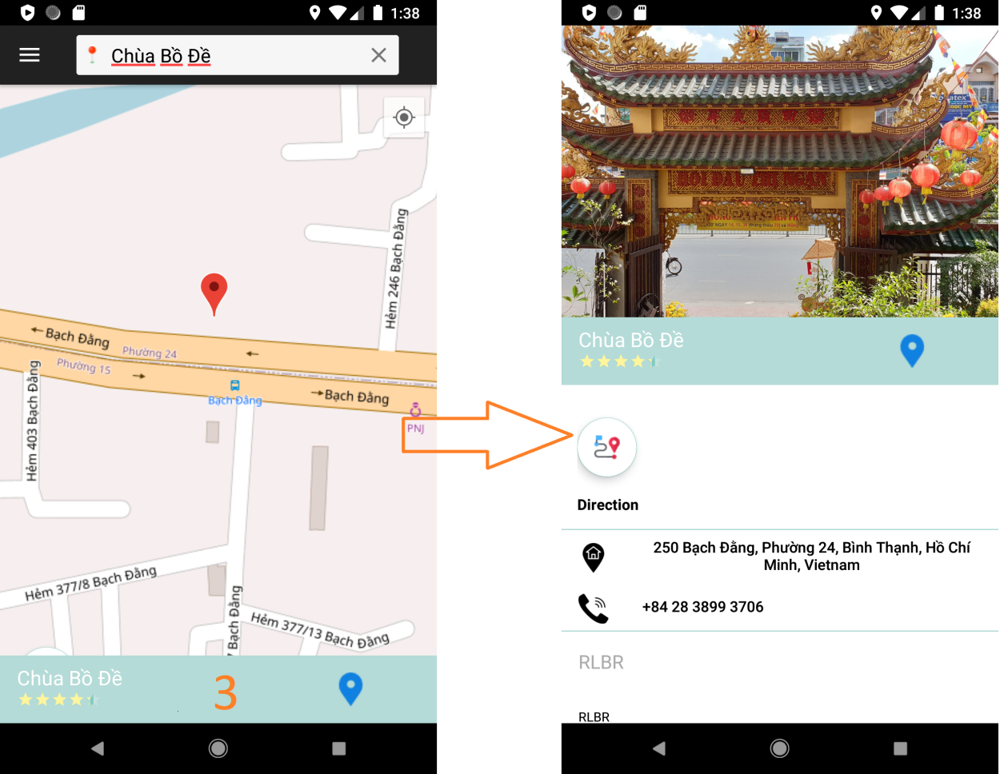 1:38
Chùa Bồ Đề
Hẻm 246 Bạch Đằng
Bạch Đằng
Phường 24
Phường 15
Bạch Đằng
Bạch Đằng
PNJ
Hẻm 403 Bạch Đằng
Hẻm 377/8 Bạch Đằng
7 Bạch Đằng
Hẻm 377/13 Bạch Đằng
Chùa Bồ Đề
3
1:38
Chùa Bồ Đề
Direction
250 Bạch Đằng, Phường 24, Bình Thạnh, Hồ Chí
Minh, Vietnam
+84 28 3899 3706
RLBR
RLBR